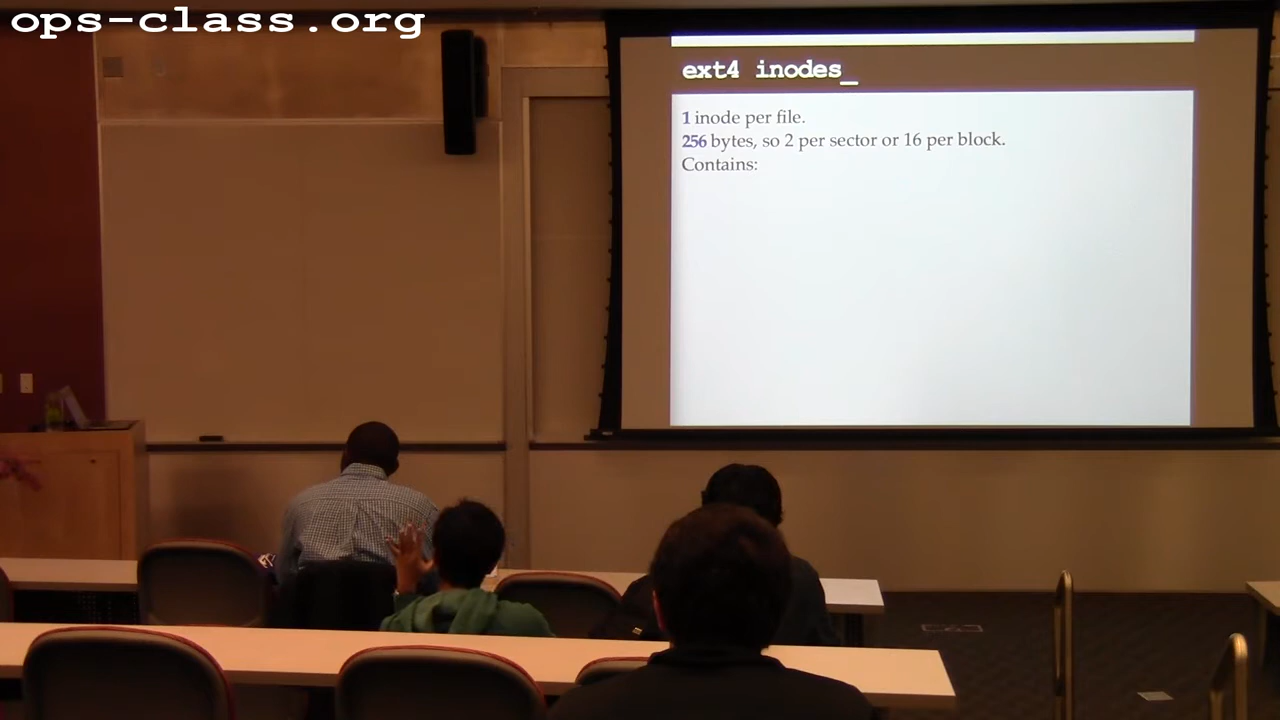 ops-class.org
ext4 inodes_
1 inode per file.
256 bytes, so 2 per sector or 16 per block.
Contains: